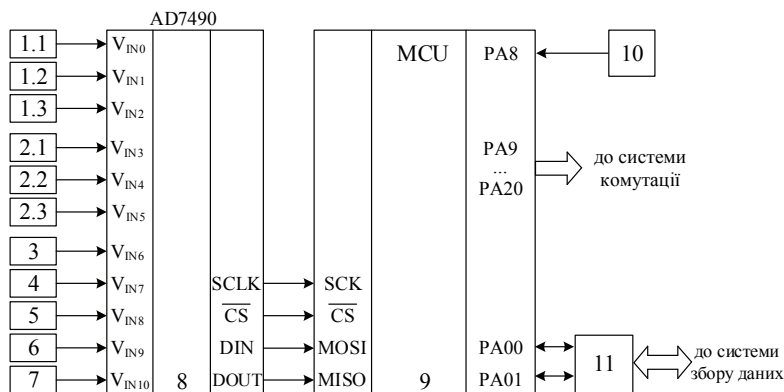 AD7490
1.1 V_IN0 MCU PA8 10
1.2 V_IN1
1.3 V_IN2
2.1 V_IN3 PA9
2.2 V_IN4 ... до системи
2.3 V_IN5 PA20 комутації
3 V_IN6
4 V_IN7 SCLK SCK
5 V_IN8 CS CS
6 V_IN9 DIN MOSI PA00 11 до системи
7 V_IN10 8 DOUT MISO 9 PA01 збору даних